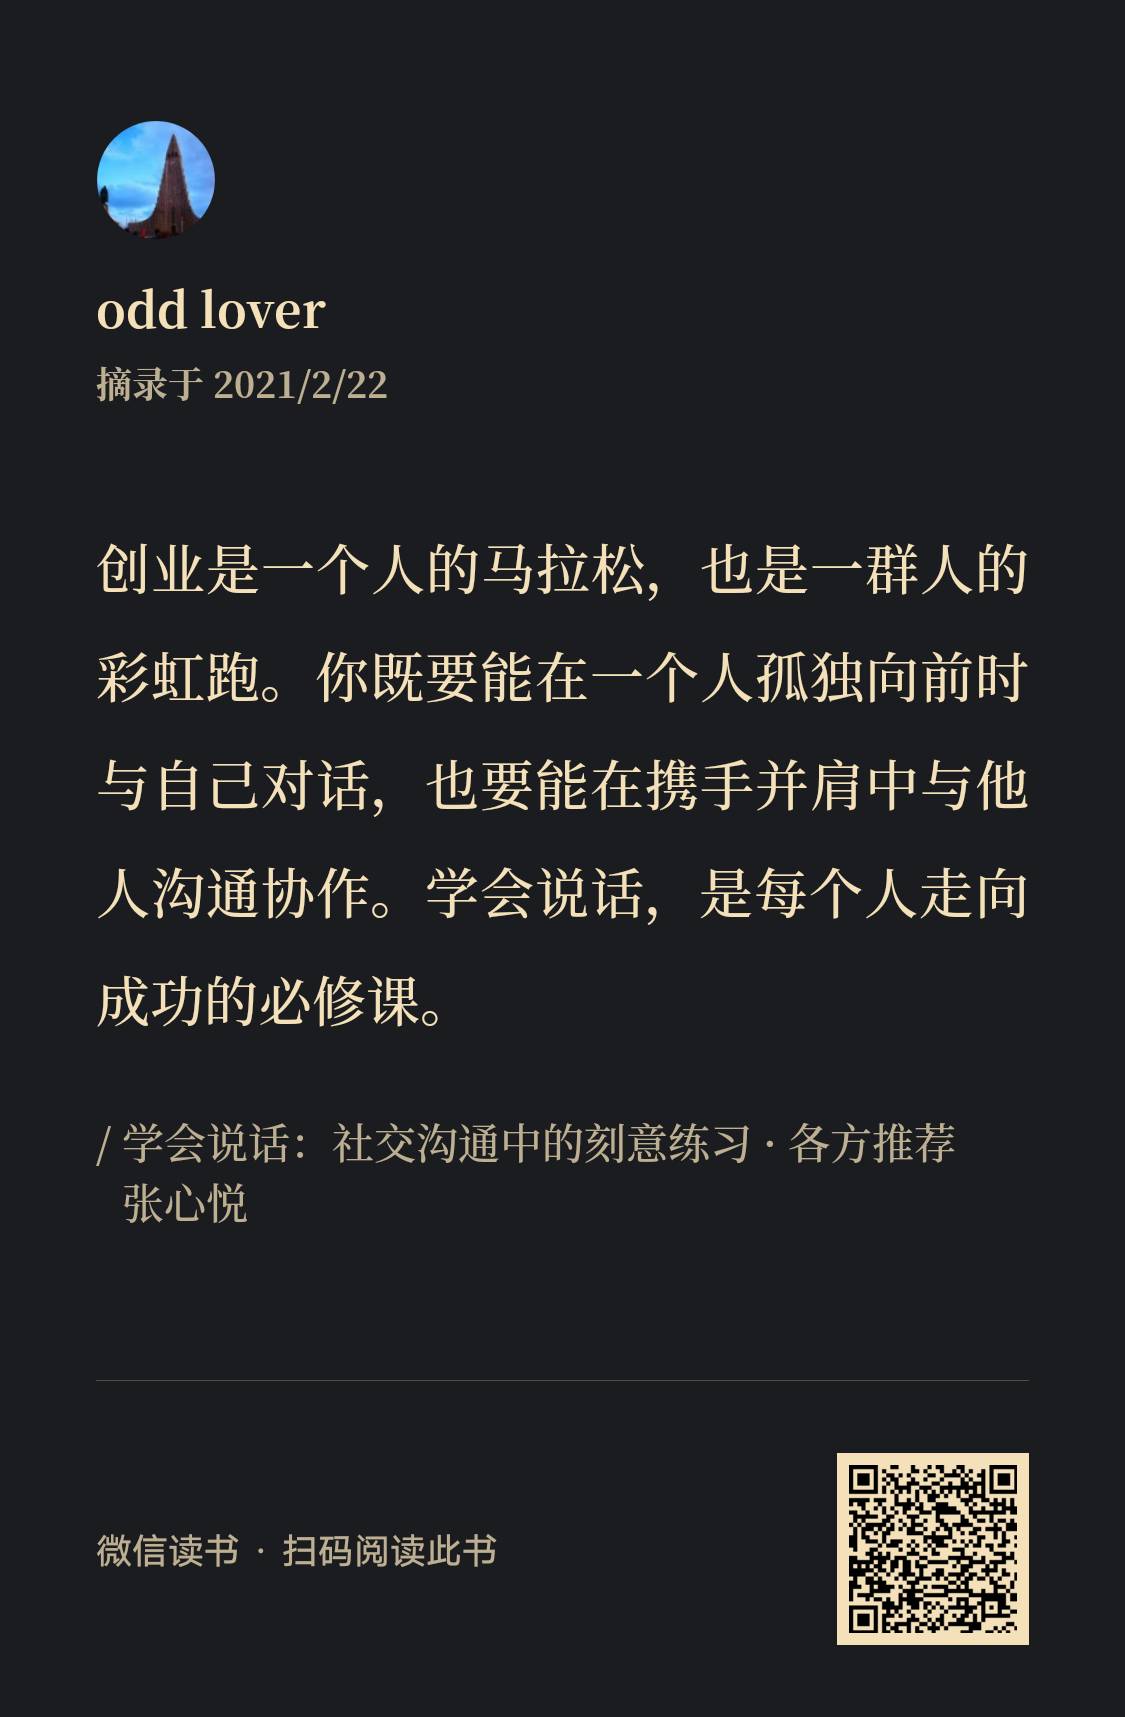 odd lover
摘录于 2021/2/22
创业是一个人的马拉松，也是一群人的
彩虹跑。你既要能在一个人孤独向前时
与自己对话，也要能在携手并肩中与他
人沟通协作。学会说话，是每个人走向
成功的必修课。
/ 学会说话：社交沟通中的刻意练习 · 各方推荐
张心悦
微信读书 · 扫码阅读此书